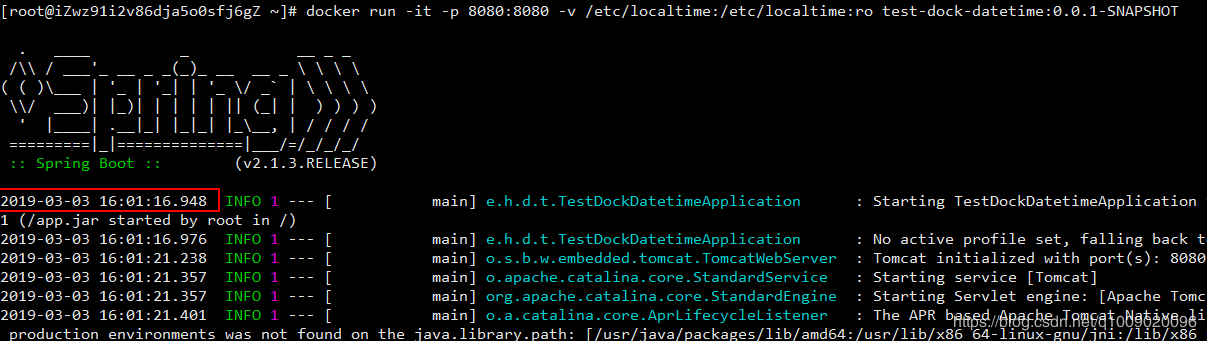 [root@iZwz91i2v86dja5o0sfj6gZ ~]# docker run -it -p 8080:8080 -v /etc/localtime:/etc/localtime:ro test-dock-datetime:0.0.1-SNAPSHOT
  .   ____          _            __ _ _
 /\\ / ___'_ __ _ _(_)_ __  __ _ \ \ \ \
( ( )\___ | '_ | '_| | '_ \/ _` | \ \ \ \
 \\/  ___)| |_)| | | | | || (_| |  ) ) ) )
  '  |____| .__|_| |_|_| |_\__, | / / / /
 =========|_|==============|___/=/_/_/_/
 :: Spring Boot ::        (v2.1.3.RELEASE)
2019-03-03 16:01:16.948  INFO 1 --- [           main] e.h.d.t.TestDockDatetimeApplication      : Starting TestDockDatetimeApplication
1 (/app.jar started by root in /)
2019-03-03 16:01:16.976  INFO 1 --- [           main] e.h.d.t.TestDockDatetimeApplication      : No active profile set, falling back t
2019-03-03 16:01:21.238  INFO 1 --- [           main] o.s.b.w.embedded.tomcat.TomcatWebServer  : Tomcat initialized with port(s): 8080
2019-03-03 16:01:21.357  INFO 1 --- [           main] o.apache.catalina.core.StandardService   : Starting service [Tomcat]
2019-03-03 16:01:21.357  INFO 1 --- [           main] org.apache.catalina.core.StandardEngine  : Starting Servlet engine: [Apache Tomc
2019-03-03 16:01:21.401  INFO 1 --- [           main] o.a.catalina.core.AprLifecycleListener   : The APR based Apache Tomcat Native li
 production environments was not found on the java.library.path: [/usr/java/packages/lib/amd64:/usr/lib/x86_64-linux-gnu/jni:/lib/x86
https://blog.csdn.net/q1009020096